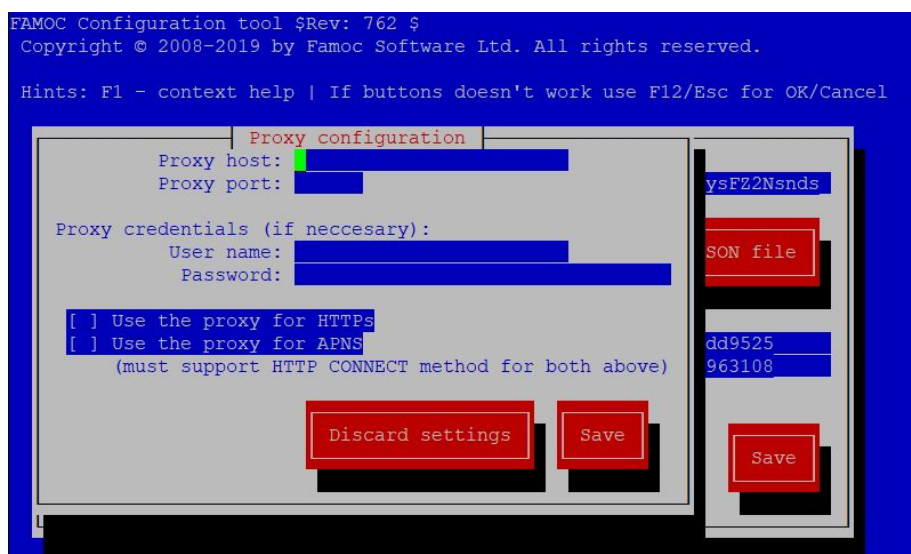 FAMOC Configuration tool $Rev: 762 $
Copyright © 2008-2019 by Famoc Software Ltd. All rights reserved.
Hints: F1 - context help | If buttons doesn't work use F12/Esc for OK/Cancel
Proxy configuration
Proxy host:
Proxy port:
ysFZ2Nsnds
Proxy credentials (if neccesary):
User name:
SON file
Password:
[ ] Use the proxy for HTTPs
[ ] Use the proxy for APNS
dd9525
(must support HTTP CONNECT method for both above)
963108
Discard settings
Save
Save